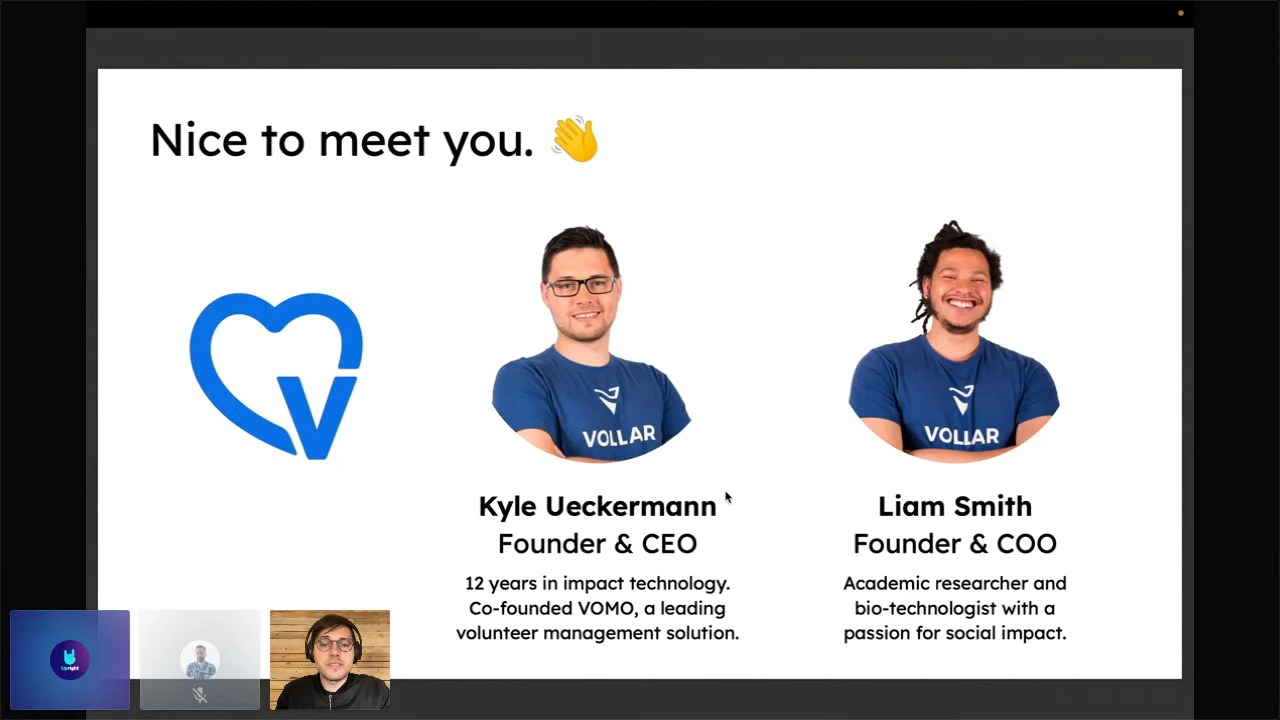 Nice to meet you. 👋
VOLLAR
VOLLAR
Kyle Ueckermann
Founder & CEO
12 years in impact technology.
Co-founded VOMO, a leading
volunteer management solution.
Liam Smith
Founder & COO
Academic researcher and
bio-technologist with a
passion for social impact.
Upright